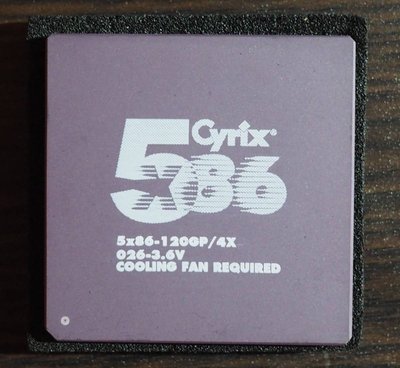 Cyrix®
5x86
5x86-120GP/4X
026-3.6V
COOLING FAN REQUIRED